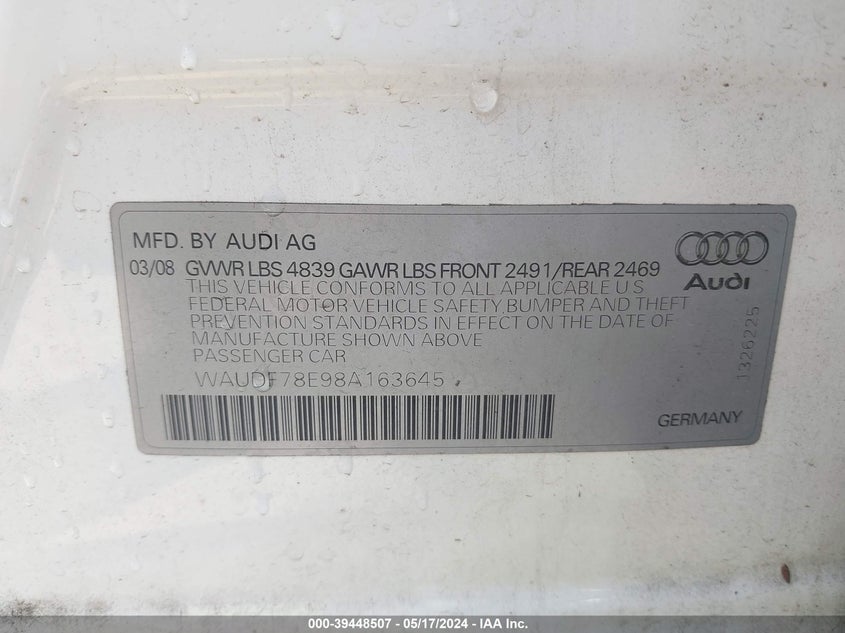 MFD. BY AUDI AG
03/08 GVWR LBS 4839 GAWR LBS FRONT 2491/REAR 2469
THIS VEHICLE CONFORMS TO ALL APPLICABLE U S
FEDERAL MOTOR VEHICLE SAFETY, BUMPER AND THEFT
PREVENTION STANDARDS IN EFFECT ON THE DATE OF
MANUFACTURE SHOWN ABOVE
PASSENGER CAR
WAUDF78E98A163645
Audi
1326225
GERMANY
000-39448507 - 05/17/2024 - IAA Inc.